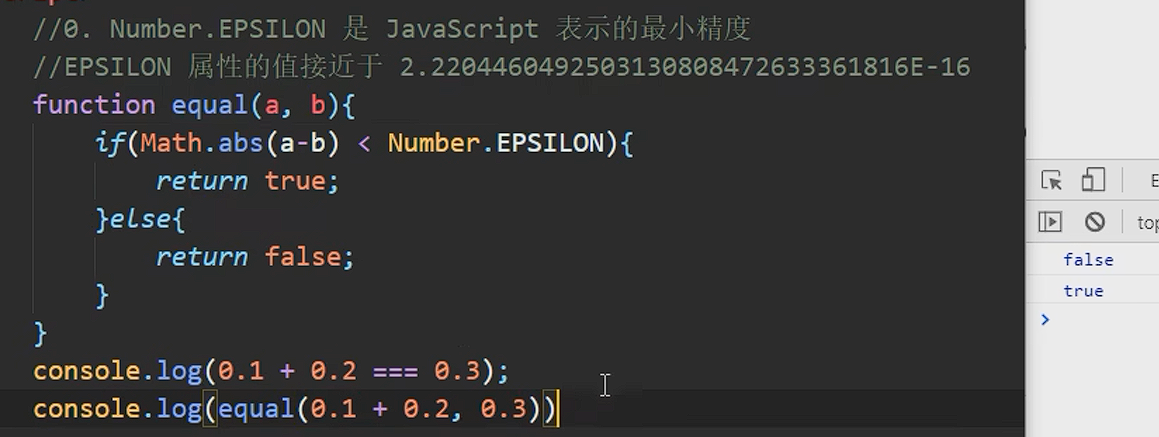 //0. Number.EPSILON 是 JavaScript 表示的最小精度
//EPSILON 属性的值接近于 2.2204460492503130808472633361816E-16
function equal(a, b){
if(Math.abs(a-b) < Number.EPSILON){
return true;
}else{
return false;
}
}
console.log(0.1 + 0.2 === 0.3);
console.log(equal(0.1 + 0.2, 0.3))
top
false
true
>